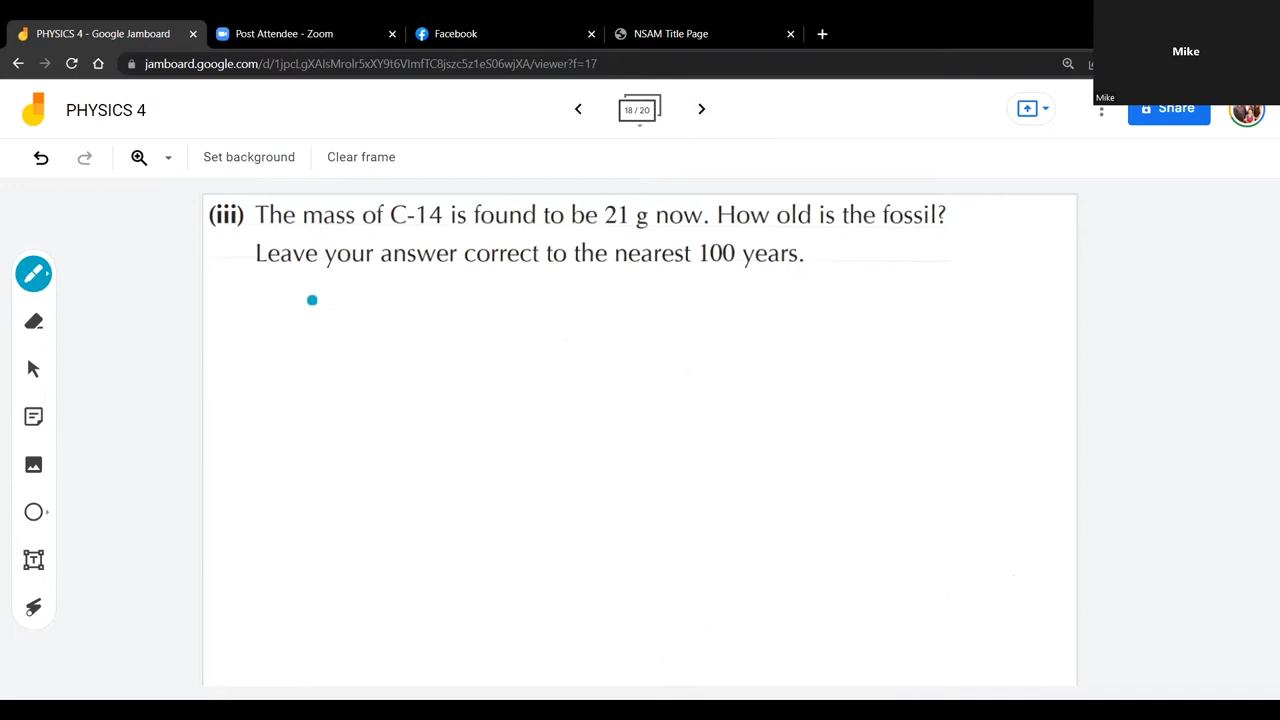 PHYSICS 4 - Google Jamboard
Post Attendee - Zoom
Facebook
NSAM Title Page
Mike
jamboard.google.com/d/1jpcLgXAIsMroIr5xXY9t6VImfTC8jszc5z1eS06wjXA/viewer?f=17
Mike
PHYSICS 4
18 / 20
Share
Set background
Clear frame
(iii) The mass of C-14 is found to be 21 g now. How old is the fossil?
Leave your answer correct to the nearest 100 years.